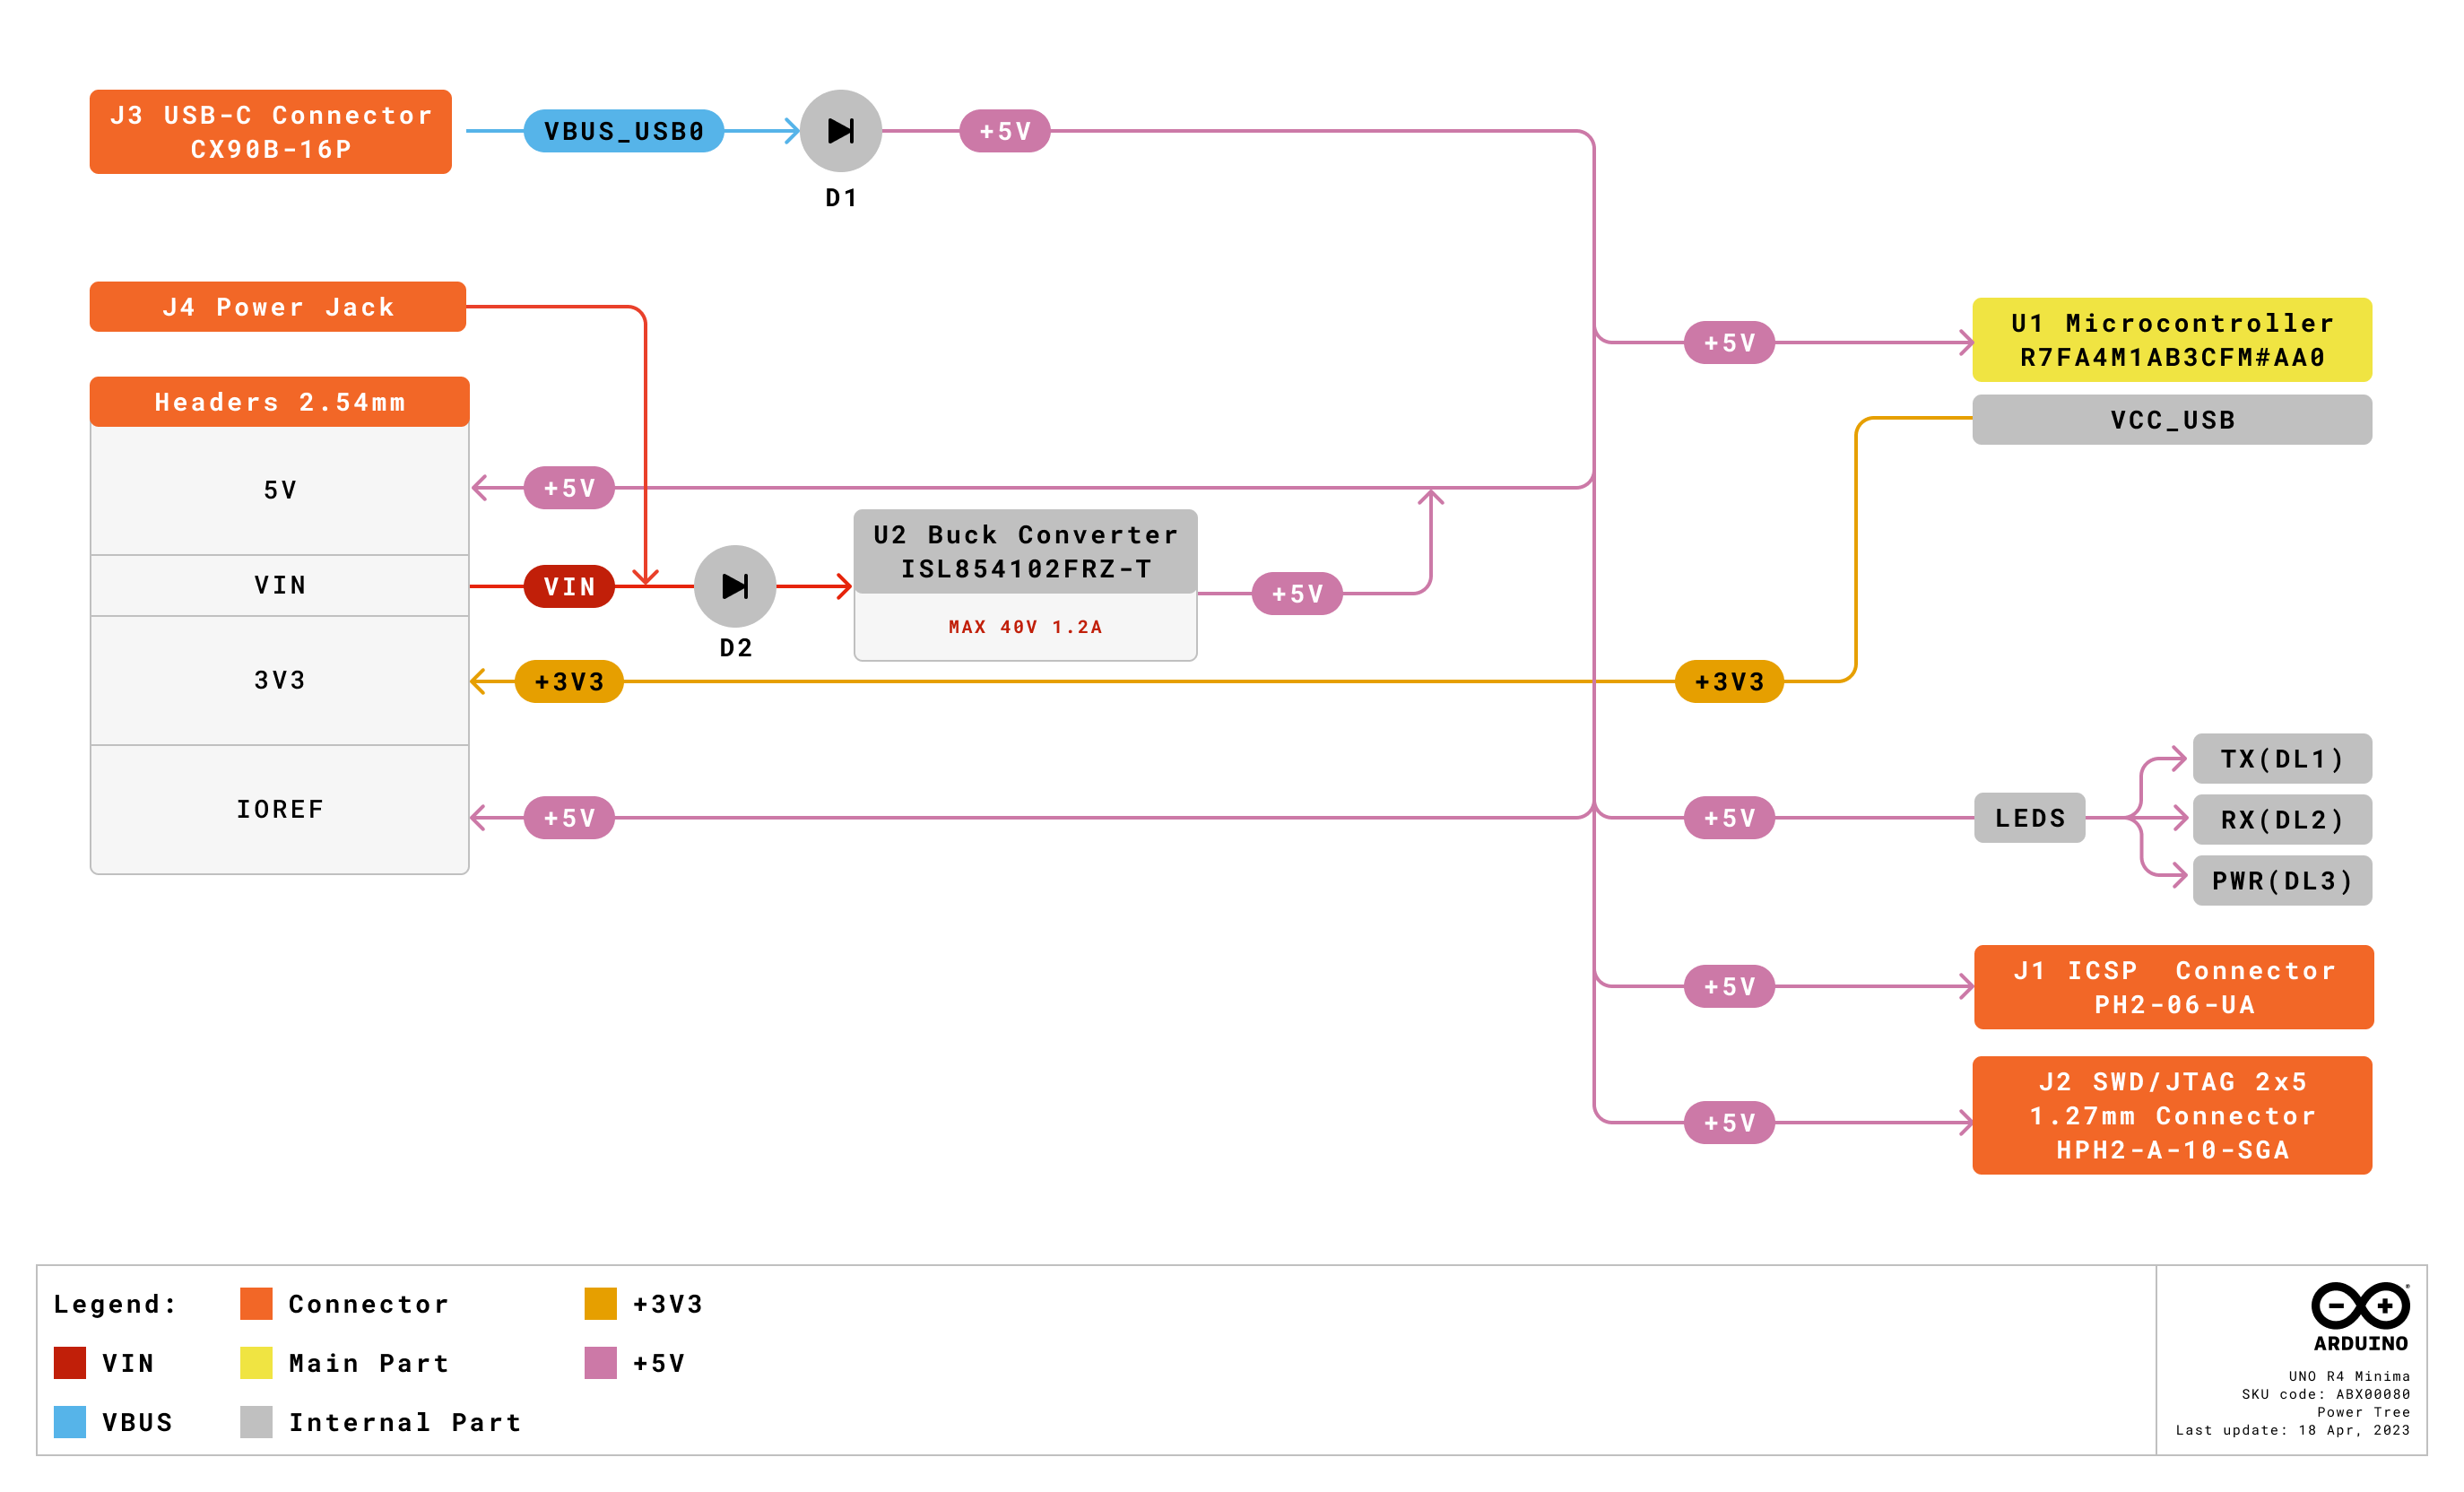 J3 USB-C Connector
CX90B-16P
VBUS_USB0
D1
+5V
J4 Power Jack
Headers 2.54mm
5V
VIN
3V3
IOREF
+5V
VIN
D2
U2 Buck Converter
ISL854102FRZ-T
MAX 40V 1.2A
+5V
+3V3
+3V3
+5V
+5V
U1 Microcontroller
R7FA4M1AB3CFM#AA0
VCC_USB
+5V
LEDS
TX(DL1)
RX(DL2)
PWR(DL3)
+5V
J1 ICSP Connector
PH2-06-UA
+5V
J2 SWD/JTAG 2x5
1.27mm Connector
HPH2-A-10-SGA
Legend:
VIN
VBUS
Connector
Main Part
Internal Part
+3V3
+5V
ARDUINO
UNO R4 Minima
SKU code: ABX00080
Power Tree
Last update: 18 Apr, 2023